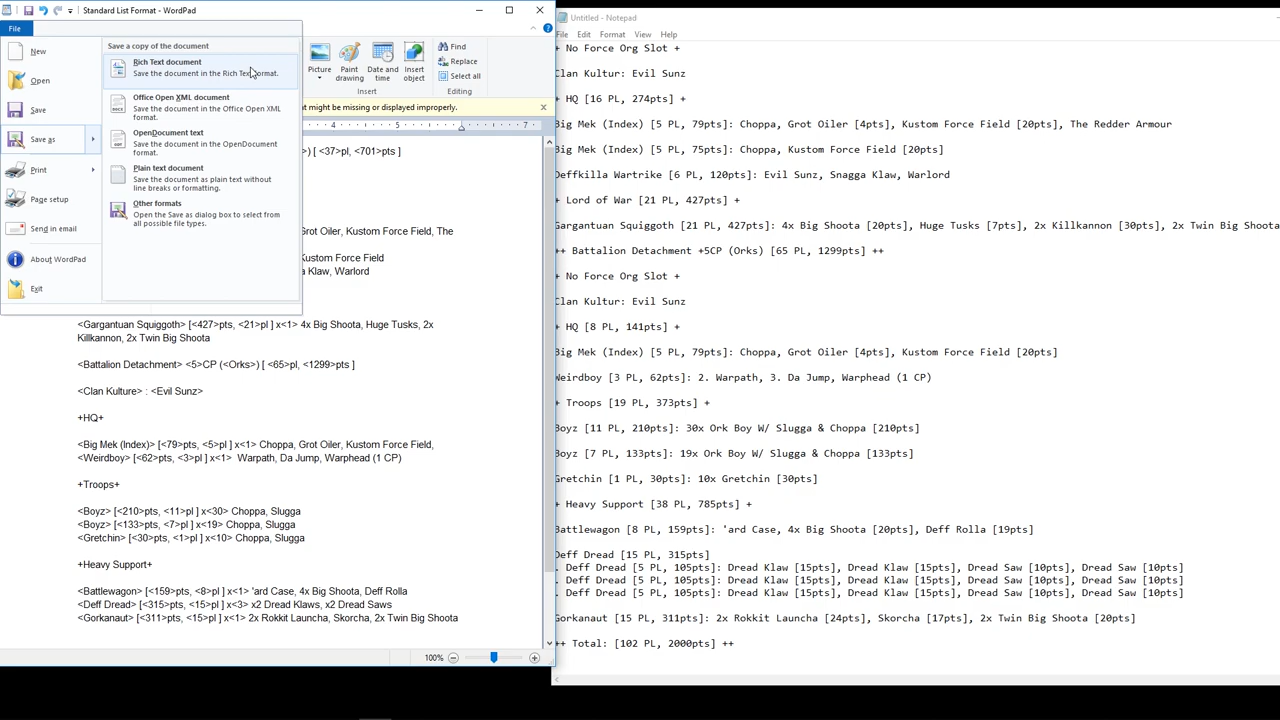 Standard List Format - WordPad
File
New
Open
Save
Save as
Print
Page setup
Send in email
About WordPad
Exit
Save a copy of the document
Rich Text document
Save the document in the Rich Text Format.
Office Open XML document
Save the document in the Office Open XML
format.
OpenDocument text
Save the document in the OpenDocument
format.
Plain text document
Save the document as plain text without
line breaks or formatting.
Other formats
Open the Save as dialog box to select from
all possible file types.
Picture
Paint
drawing
Date and
time
Insert
object
Insert
Find
Replace
Select all
Editing
t might be missing or displayed improperly.
4 5 7
) [ <37>pl, <701>pts ]
Grot Oiler, Kustom Force Field, The
Kustom Force Field
a Klaw, Warlord
<Gargantuan Squiggoth> [<427>pts, <21>pl ] x<1> 4x Big Shoota, Huge Tusks, 2x
Killkannon, 2x Twin Big Shoota
<Battalion Detachment> <5>CP (<Orks>) [ <65>pl, <1299>pts ]
<Clan Kulture> : <Evil Sunz>
+HQ+
<Big Mek (Index)> [<79>pts, <5>pl ] x<1> Choppa, Grot Oiler, Kustom Force Field,
<Weirdboy> [<62>pts, <3>pl ] x<1>  Warpath, Da Jump, Warphead (1 CP)
+Troops+
<Boyz> [<210>pts, <11>pl ] x<30> Choppa, Slugga
<Boyz> [<133>pts, <7>pl ] x<19> Choppa, Slugga
<Gretchin> [<30>pts, <1>pl ] x<10> Choppa, Slugga
+Heavy Support+
<Battlewagon> [<159>pts, <8>pl ] x<1> 'ard Case, 4x Big Shoota, Deff Rolla
<Deff Dread> [<315>pts, <15>pl ] x<3> x2 Dread Klaws, x2 Dread Saws
<Gorkanaut> [<311>pts, <15>pl ] x<1> 2x Rokkit Launcha, Skorcha, 2x Twin Big Shoota
100%
Untitled - Notepad
File Edit Format View Help
+ No Force Org Slot +
Clan Kultur: Evil Sunz
+ HQ [16 PL, 274pts] +
Big Mek (Index) [5 PL, 79pts]: Choppa, Grot Oiler [4pts], Kustom Force Field [20pts], The Redder Armour
Big Mek (Index) [5 PL, 75pts]: Choppa, Kustom Force Field [20pts]
Deffkilla Wartrike [6 PL, 120pts]: Evil Sunz, Snagga Klaw, Warlord
+ Lord of War [21 PL, 427pts] +
Gargantuan Squiggoth [21 PL, 427pts]: 4x Big Shoota [20pts], Huge Tusks [7pts], 2x Killkannon [30pts], 2x Twin Big Shoota
++ Battalion Detachment +5CP (Orks) [65 PL, 1299pts] ++
+ No Force Org Slot +
Clan Kultur: Evil Sunz
+ HQ [8 PL, 141pts] +
Big Mek (Index) [5 PL, 79pts]: Choppa, Grot Oiler [4pts], Kustom Force Field [20pts]
Weirdboy [3 PL, 62pts]: 2. Warpath, 3. Da Jump, Warphead (1 CP)
+ Troops [19 PL, 373pts] +
Boyz [11 PL, 210pts]: 30x Ork Boy W/ Slugga & Choppa [210pts]
Boyz [7 PL, 133pts]: 19x Ork Boy W/ Slugga & Choppa [133pts]
Gretchin [1 PL, 30pts]: 10x Gretchin [30pts]
+ Heavy Support [38 PL, 785pts] +
Battlewagon [8 PL, 159pts]: 'ard Case, 4x Big Shoota [20pts], Deff Rolla [19pts]
Deff Dread [15 PL, 315pts]
. Deff Dread [5 PL, 105pts]: Dread Klaw [15pts], Dread Klaw [15pts], Dread Saw [10pts], Dread Saw [10pts]
. Deff Dread [5 PL, 105pts]: Dread Klaw [15pts], Dread Klaw [15pts], Dread Saw [10pts], Dread Saw [10pts]
. Deff Dread [5 PL, 105pts]: Dread Klaw [15pts], Dread Klaw [15pts], Dread Saw [10pts], Dread Saw [10pts]
Gorkanaut [15 PL, 311pts]: 2x Rokkit Launcha [24pts], Skorcha [17pts], 2x Twin Big Shoota [20pts]
++ Total: [102 PL, 2000pts] ++